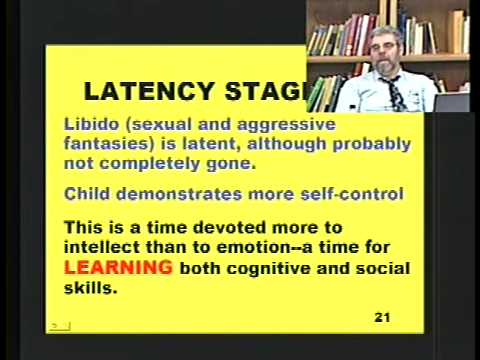 LATENCY STAG
Libido (sexual and aggressive
fantasies) is latent, although probably
not completely gone.
Child demonstrates more self-control
This is a time devoted more to
intellect than to emotion--a time for
LEARNING both cognitive and social
skills.
21